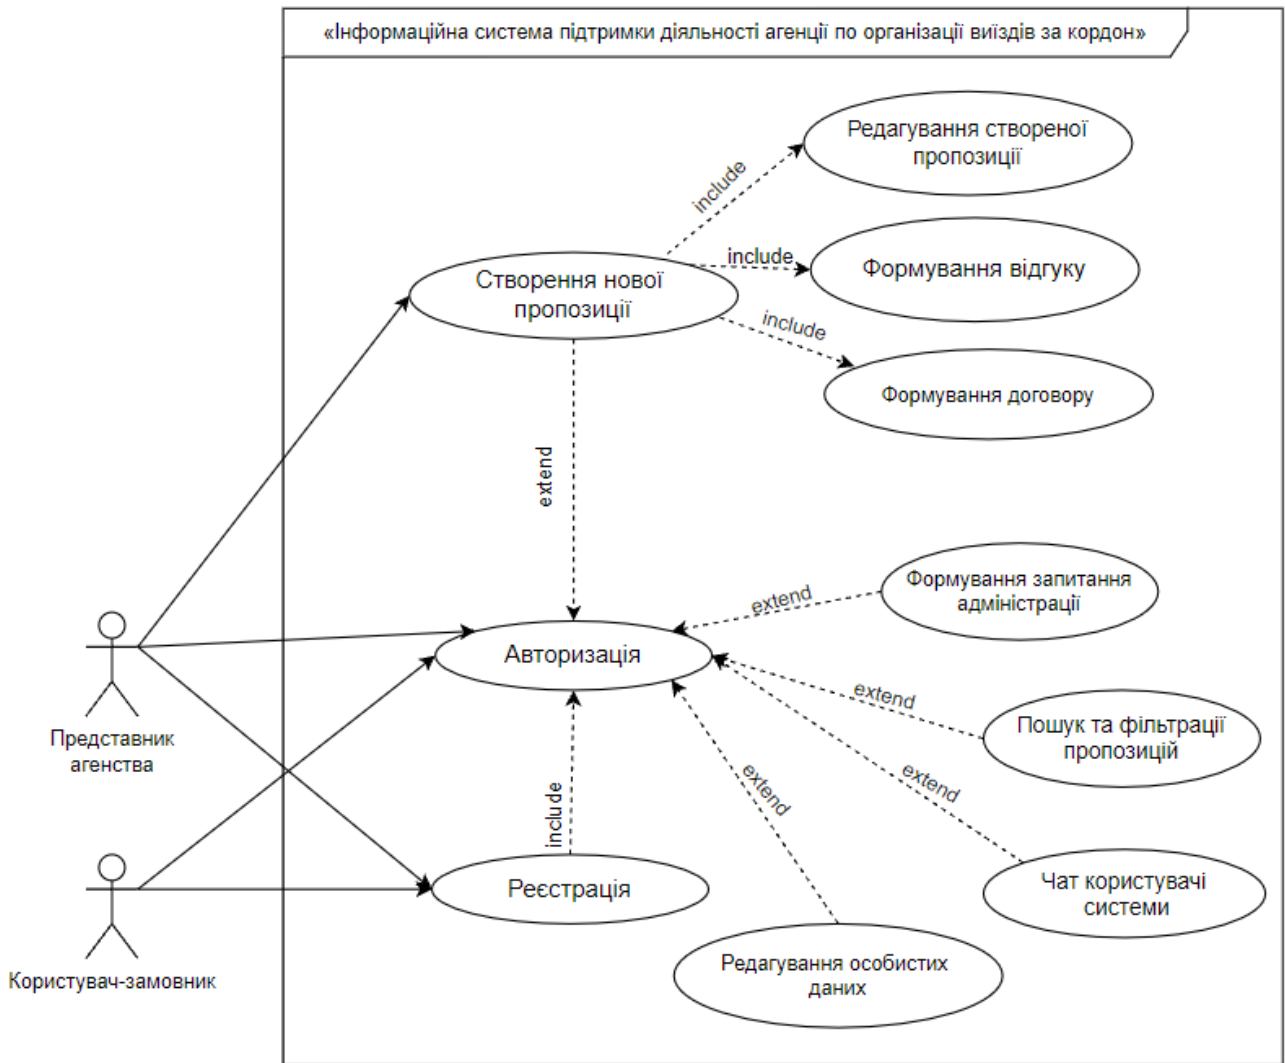 «Інформаційна система підтримки діяльності агенції по організації виїздів за кордон»
Редагування створеної
пропозиції
include
include
Формування відгуку
Створення нової
пропозиції
include
Формування договору
extend
Формування запитання
адміністрації
extend
Авторизація
extend
Пошук та фільтрації
пропозицій
Представник
агенства
extend
extend
include
Реєстрація
Чат користувачі
системи
Редагування особистих
даних
Користувач-замовник